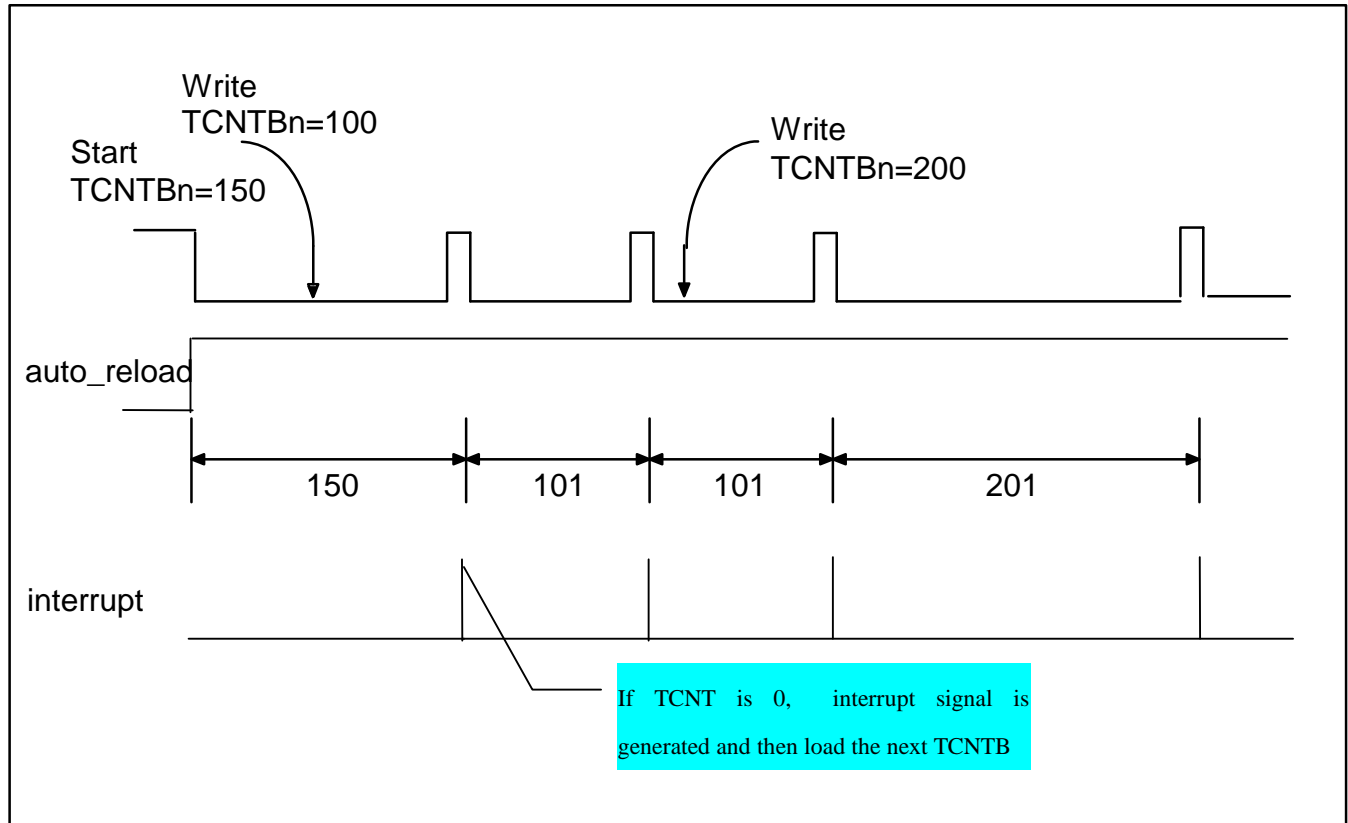 Write
TCNTBn=100
Start
TCNTBn=150
Write
TCNTBn=200
auto_reload
150
101
101
201
interrupt
If TCNT is 0, interrupt signal is
generated and then load the next TCNTB